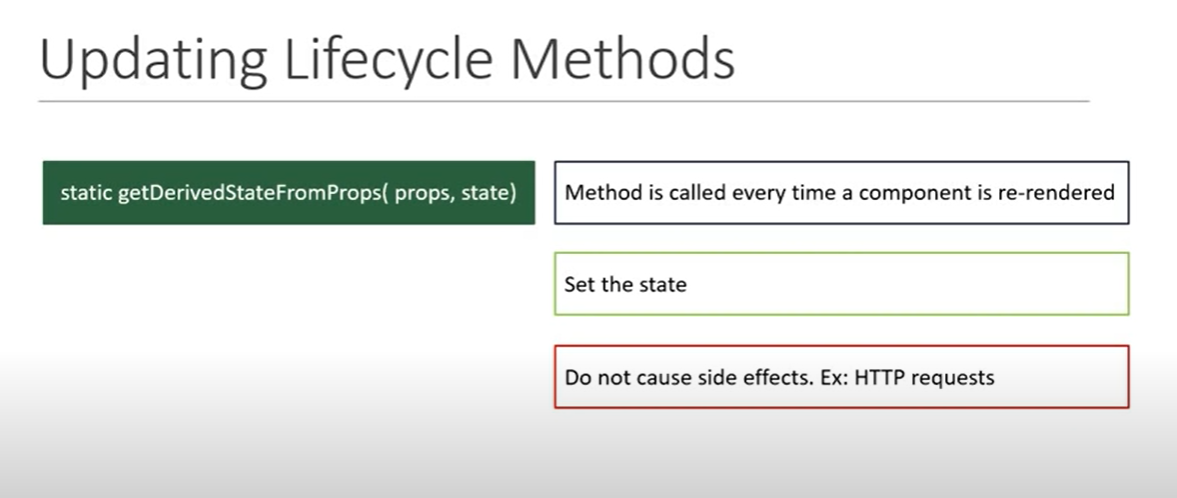 Updating Lifecycle Methods
static getDerivedStateFromProps( props, state)
Method is called every time a component is re-rendered
Set the state
Do not cause side effects. Ex: HTTP requests